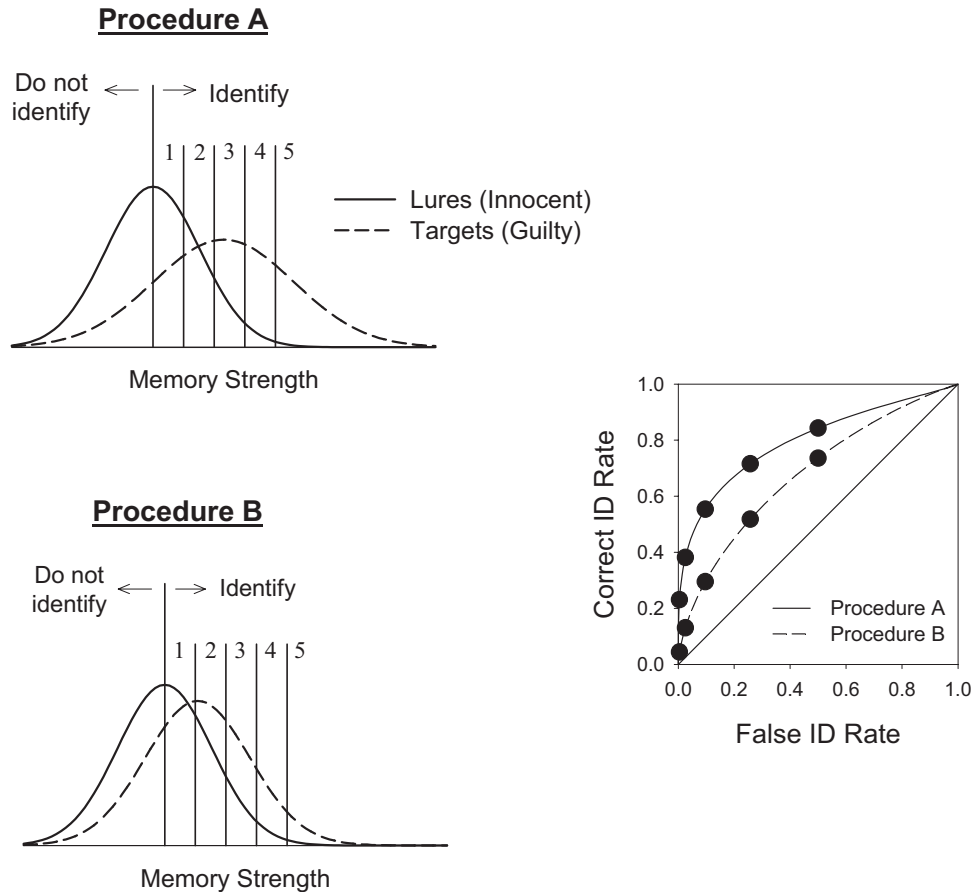 Procedure A
Do not
identify
Identify
1 2 3 4 5
Lures (Innocent)
Targets (Guilty)
Memory Strength
Procedure B
Do not
identify
Identify
1 2 3 4 5
Memory Strength
1.0
0.8
0.6
0.4
0.2
0.0
Correct ID Rate
Procedure A
Procedure B
0.0 0.2 0.4 0.6 0.8 1.0
False ID Rate